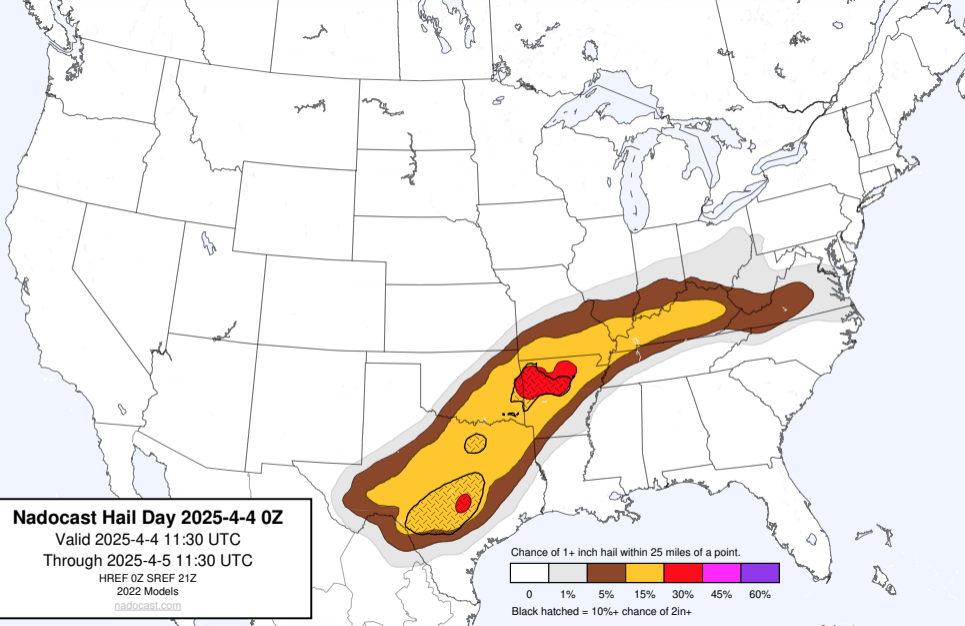 Nadocast Hail Day 2025-4-4 0Z
Valid 2025-4-4 11:30 UTC
Through 2025-4-5 11:30 UTC
HREF 0Z SREF 21Z
2022 Models
nadocast.com
Chance of 1+ inch hail within 25 miles of a point.
0 1% 5% 15% 30% 45% 60%
Black hatched = 10%+ chance of 2in+